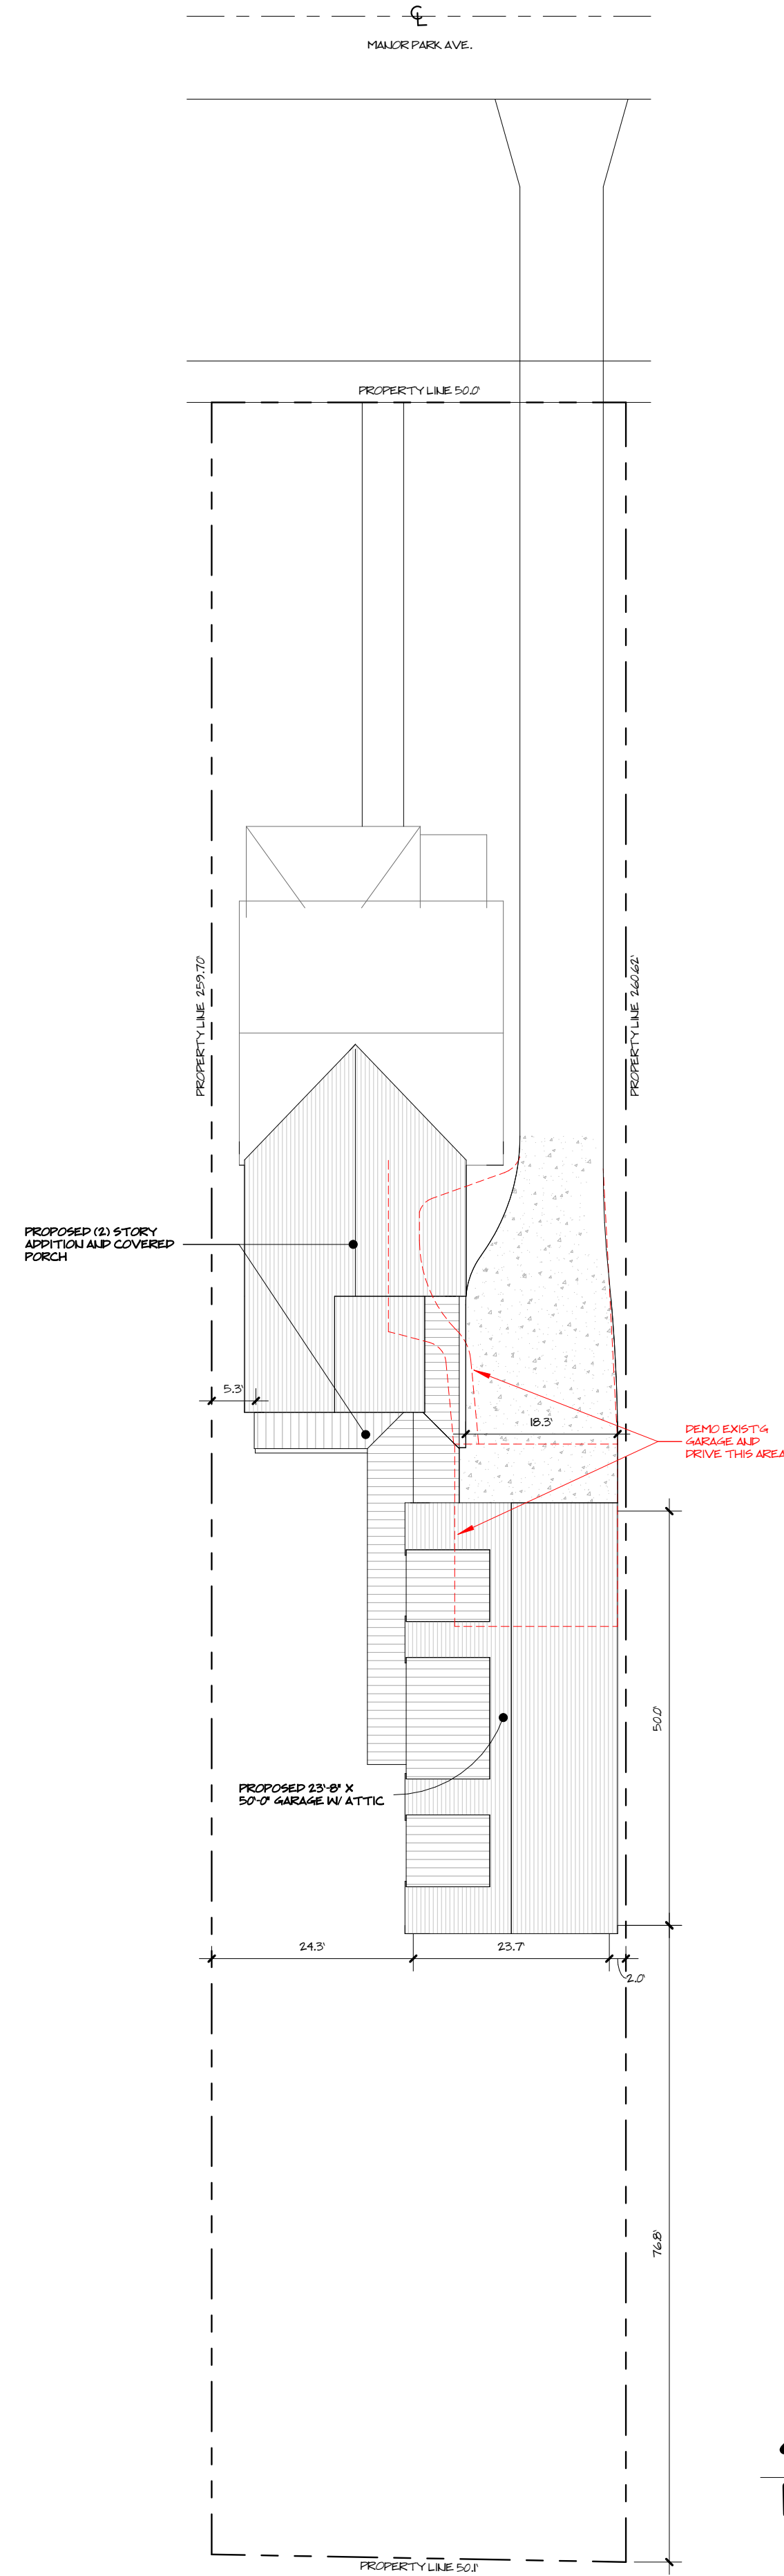 ℄
MANOR PARK AVE.
PROPERTY LINE 50.0'
PROPERTY LINE 259.70'
PROPERTY LINE 260.62'
PROPOSED (2) STORY
ADDITION AND COVERED
PORCH
5.3'
18.3'
DEMO EXIST'G
GARAGE AND
DRIVE THIS AREA
50.0'
PROPOSED 23'-8" X
50'-0" GARAGE W/ ATTIC
24.3'
23.7'
2.0'
76.8'
PROPERTY LINE 50.1'